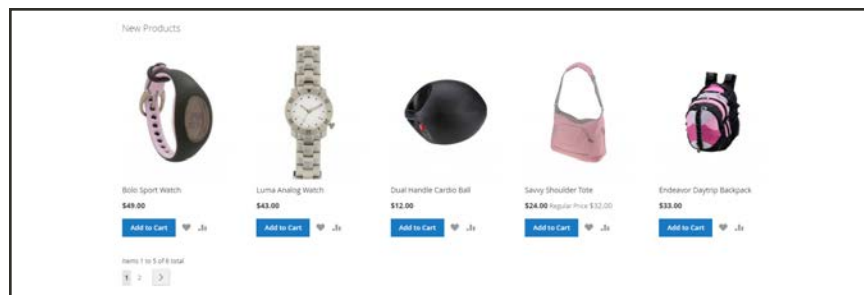 New Products
Bolo Sport Watch
Luma Analog Watch
Dual Handle Cardio Ball
Savvy Shoulder Tote
Endeavor Daytrip Backpack
$49.00
$43.00
$12.00
$24.00 Regular Price $32.00
$33.00
Add to Cart
Add to Cart
Add to Cart
Add to Cart
Add to Cart
Items 1 to 5 of 6 total
1 2 >